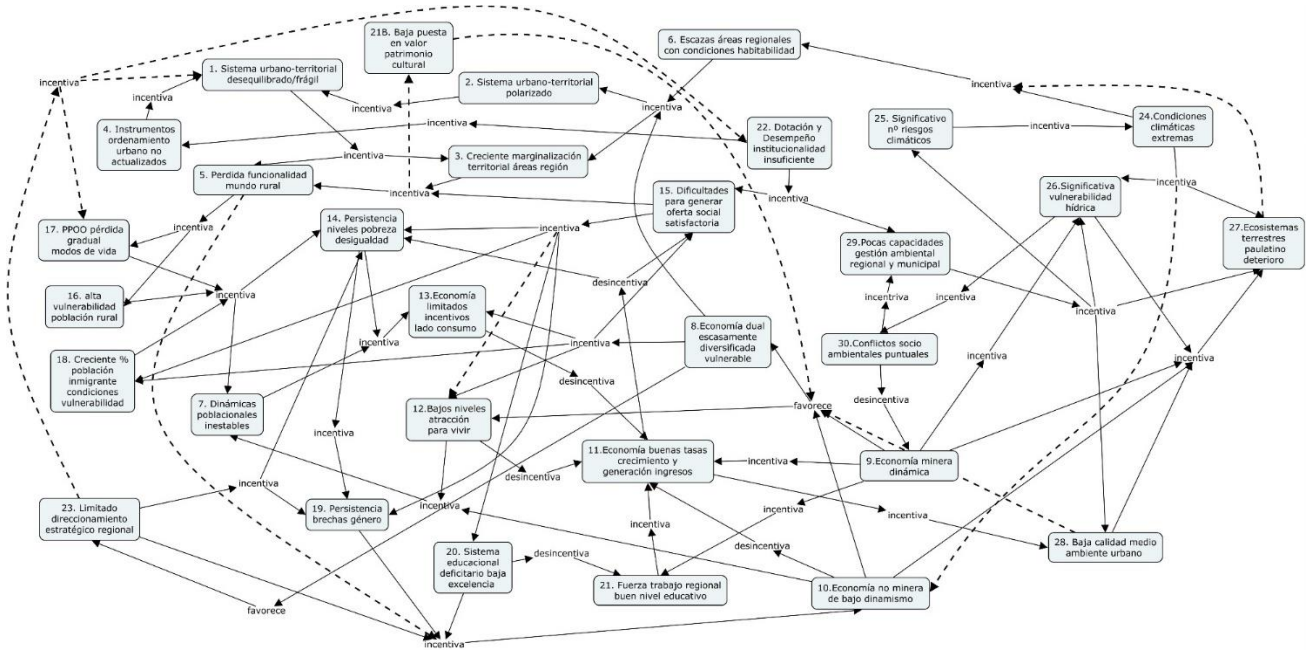 21B. Baja puesta
en valor
patrimonio
cultural
6. Escazas áreas regionales
con condiciones habitabilidad
incentiva
1. Sistema urbano-territorial
desequilibrado/frágil
2. Sistema urbano-territorial
polarizado
incentiva
incentiva
incentiva
incentiva
4. Instrumentos
ordenamiento
urbano no
actualizados
incentiva
22. Dotación y
Desempeño
institucionalidad
insuficiente
25. Significativo
nº riesgos
climáticos
incentiva
24.Condiciones
climáticas
extremas
incentiva
3. Creciente marginalización
territorial áreas región
5. Perdida funcionalidad
mundo rural
incentiva
incentiva
15. Dificultades
para generar
oferta social
satisfactoria
incentiva
26.Significativa
vulnerabilidad
hídrica
incentiva
17. PPOO pérdida
gradual
modos de vida
incentiva
14. Persistencia
niveles pobreza
desigualdad
incentiva
29.Pocas capacidades
gestión ambiental
regional y municipal
27.Ecosistemas
terrestres
paulatino
deterioro
16. alta
vulnerabilidad
población rural
incentiva
desincentiva
13.Economía
limitados
incentivos
lado consumo
incentriva
incentiva
incentiva
8.Economía dual
escasamente
diversificada
vulnerable
30.Conflictos socio
ambientales puntuales
18. Creciente %
población
inmigrante
condiciones
vulnerabilidad
incentiva
incentiva
incentiva
incentiva
desincentiva
desincentiva
7. Dinámicas
poblacionales
inestables
12.Bajos niveles
atracción
para vivir
favorece
incentiva
11.Economía buenas tasas
crecimiento y
generación ingresos
incentiva
9.Economía minera
dinámica
desincentiva
incentiva
incentiva
23. Limitado
direccionamiento
estratégico regional
19. Persistencia
brechas género
incentiva
incentiva
incentiva
28. Baja calidad medio
ambiente urbano
desincentiva
20. Sistema
educacional
deficitario baja
excelencia
desincentiva
21. Fuerza trabajo regional
buen nivel educativo
10.Economía no minera
de bajo dinamismo
favorece
incentiva